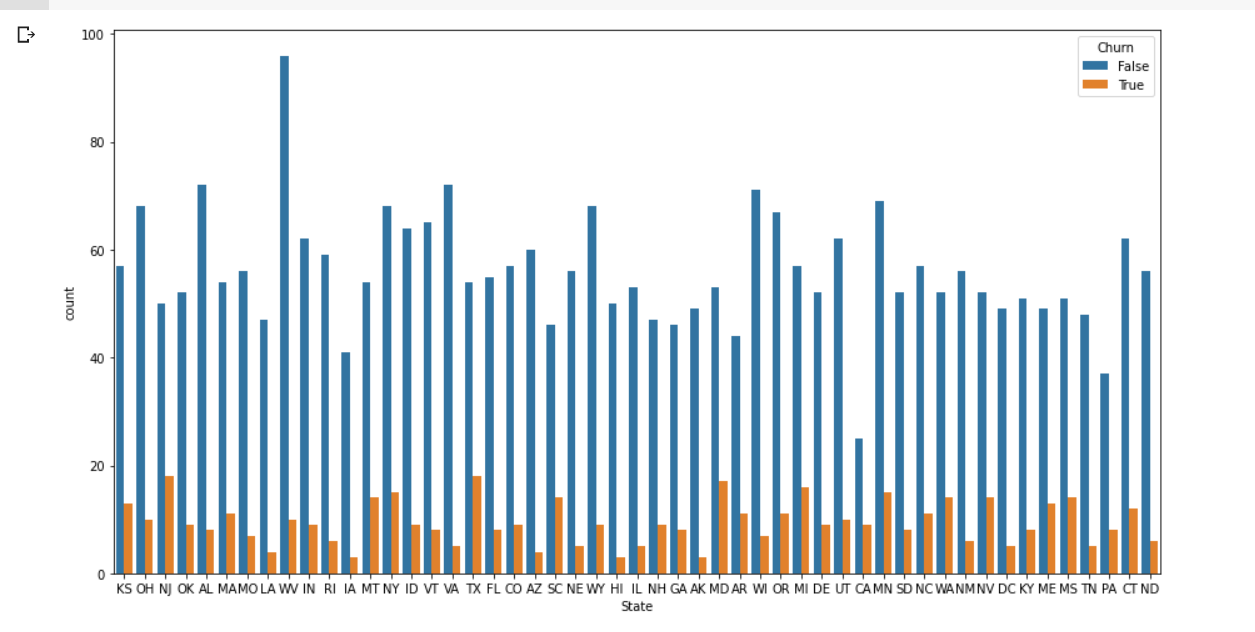 100
80
60
40
20
0
count
Churn
False
True
KS OH NJ OK AL MA MO LA WV IN RI IA MT NY ID VT VA TX FL CO AZ SC NE WY HI IL NH GA AK MD AR WI OR MI DE UT CA MN SD NC WA NM NV DC KY ME MS TN PA CT ND
State